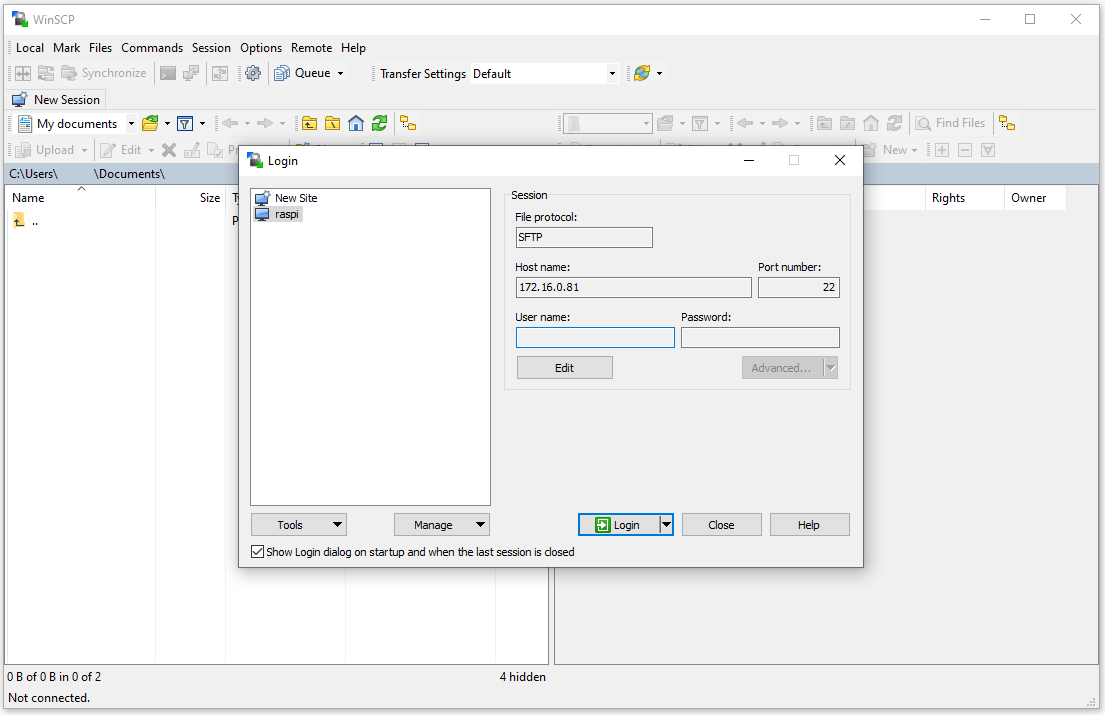 WinSCP
Local Mark Files Commands Session Options Remote Help
Synchronize Queue Transfer Settings Default
New Session
My documents Find Files
Upload Edit New
C:\Users\ \Documents\
Name Size
..
Rights Owner
Login
New Site
raspi
Session
File protocol:
SFTP
Host name: Port number:
172.16.0.81 22
User name: Password:
Edit Advanced...
Tools Manage Login Close Help
Show Login dialog on startup and when the last session is closed
0 B of 0 B in 0 of 2 4 hidden
Not connected.